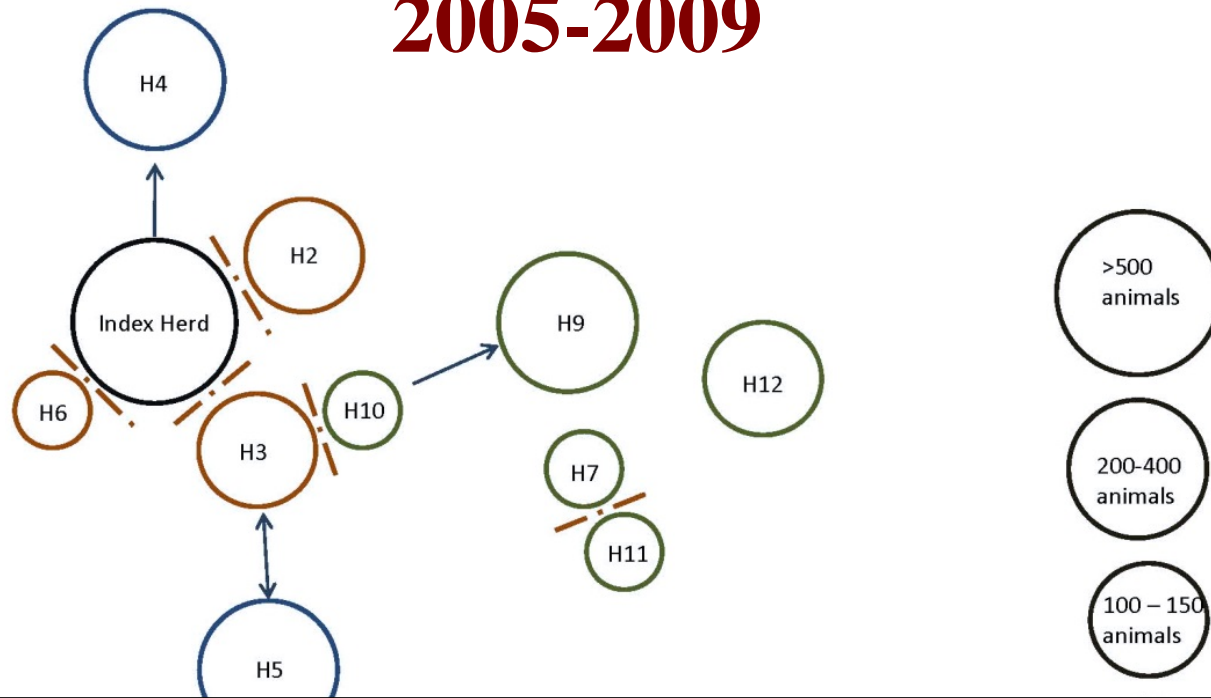 2005-2009
H4
H2
Index Herd
H9
H12
H6
H10
H3
H7
H11
H5
>500
animals
200-400
animals
100 – 150
animals